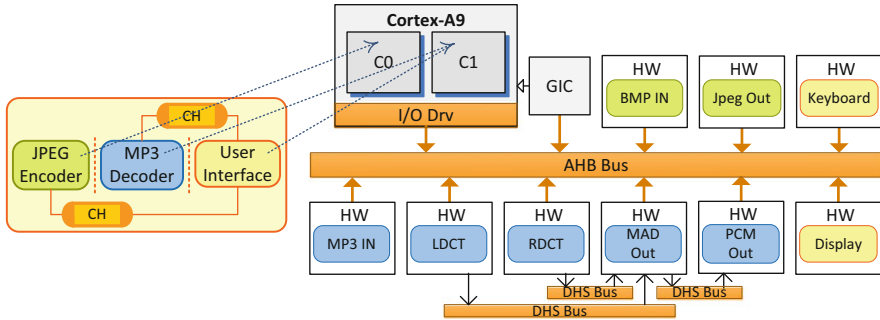 Cortex-A9
C0
C1
I/O Drv
GIC
HW
BMP IN
HW
Jpeg Out
HW
Keyboard
CH
JPEG
Encoder
MP3
Decoder
User
Interface
CH
AHB Bus
HW
MP3 IN
HW
LDCT
HW
RDCT
HW
MAD
Out
HW
PCM
Out
HW
Display
DHS Bus
DHS Bus
DHS Bus